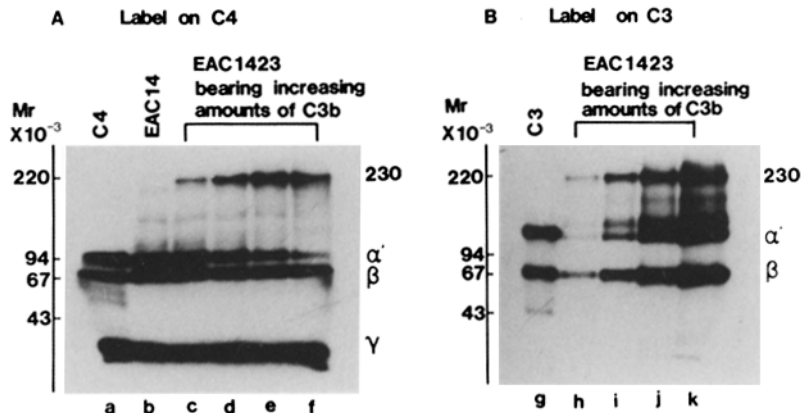 A Label on C4
EAC1423
bearing increasing
amounts of C3b
Mr
X10⁻³
C4
EAC14
220
94
67
43
230
α'
β
γ
a b c d e f
B Label on C3
EAC1423
bearing increasing
amounts of C3b
Mr
X10⁻³
C3
220
94
67
43
230
α'
β
g h i j k